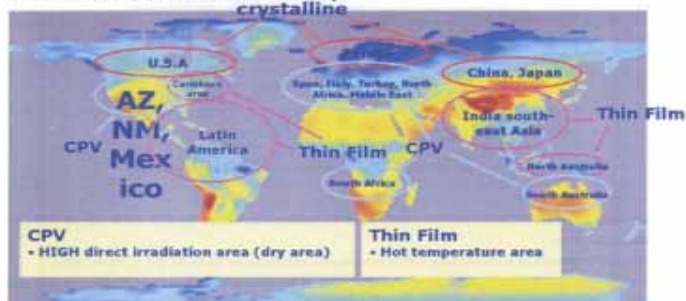 crystalline
U.S.A
China, Japan
Caribbean area
Spain, Italy, Turkey, North
Africa, Middle East
AZ,
NM,
Mex
ico
CPV
Latin
America
Thin Film
CPV
India south-
east Asia
Thin Film
North Australia
South Africa
South Australia
CPV
• HIGH direct irradiation area (dry area)
Thin Film
• Hot temperature area